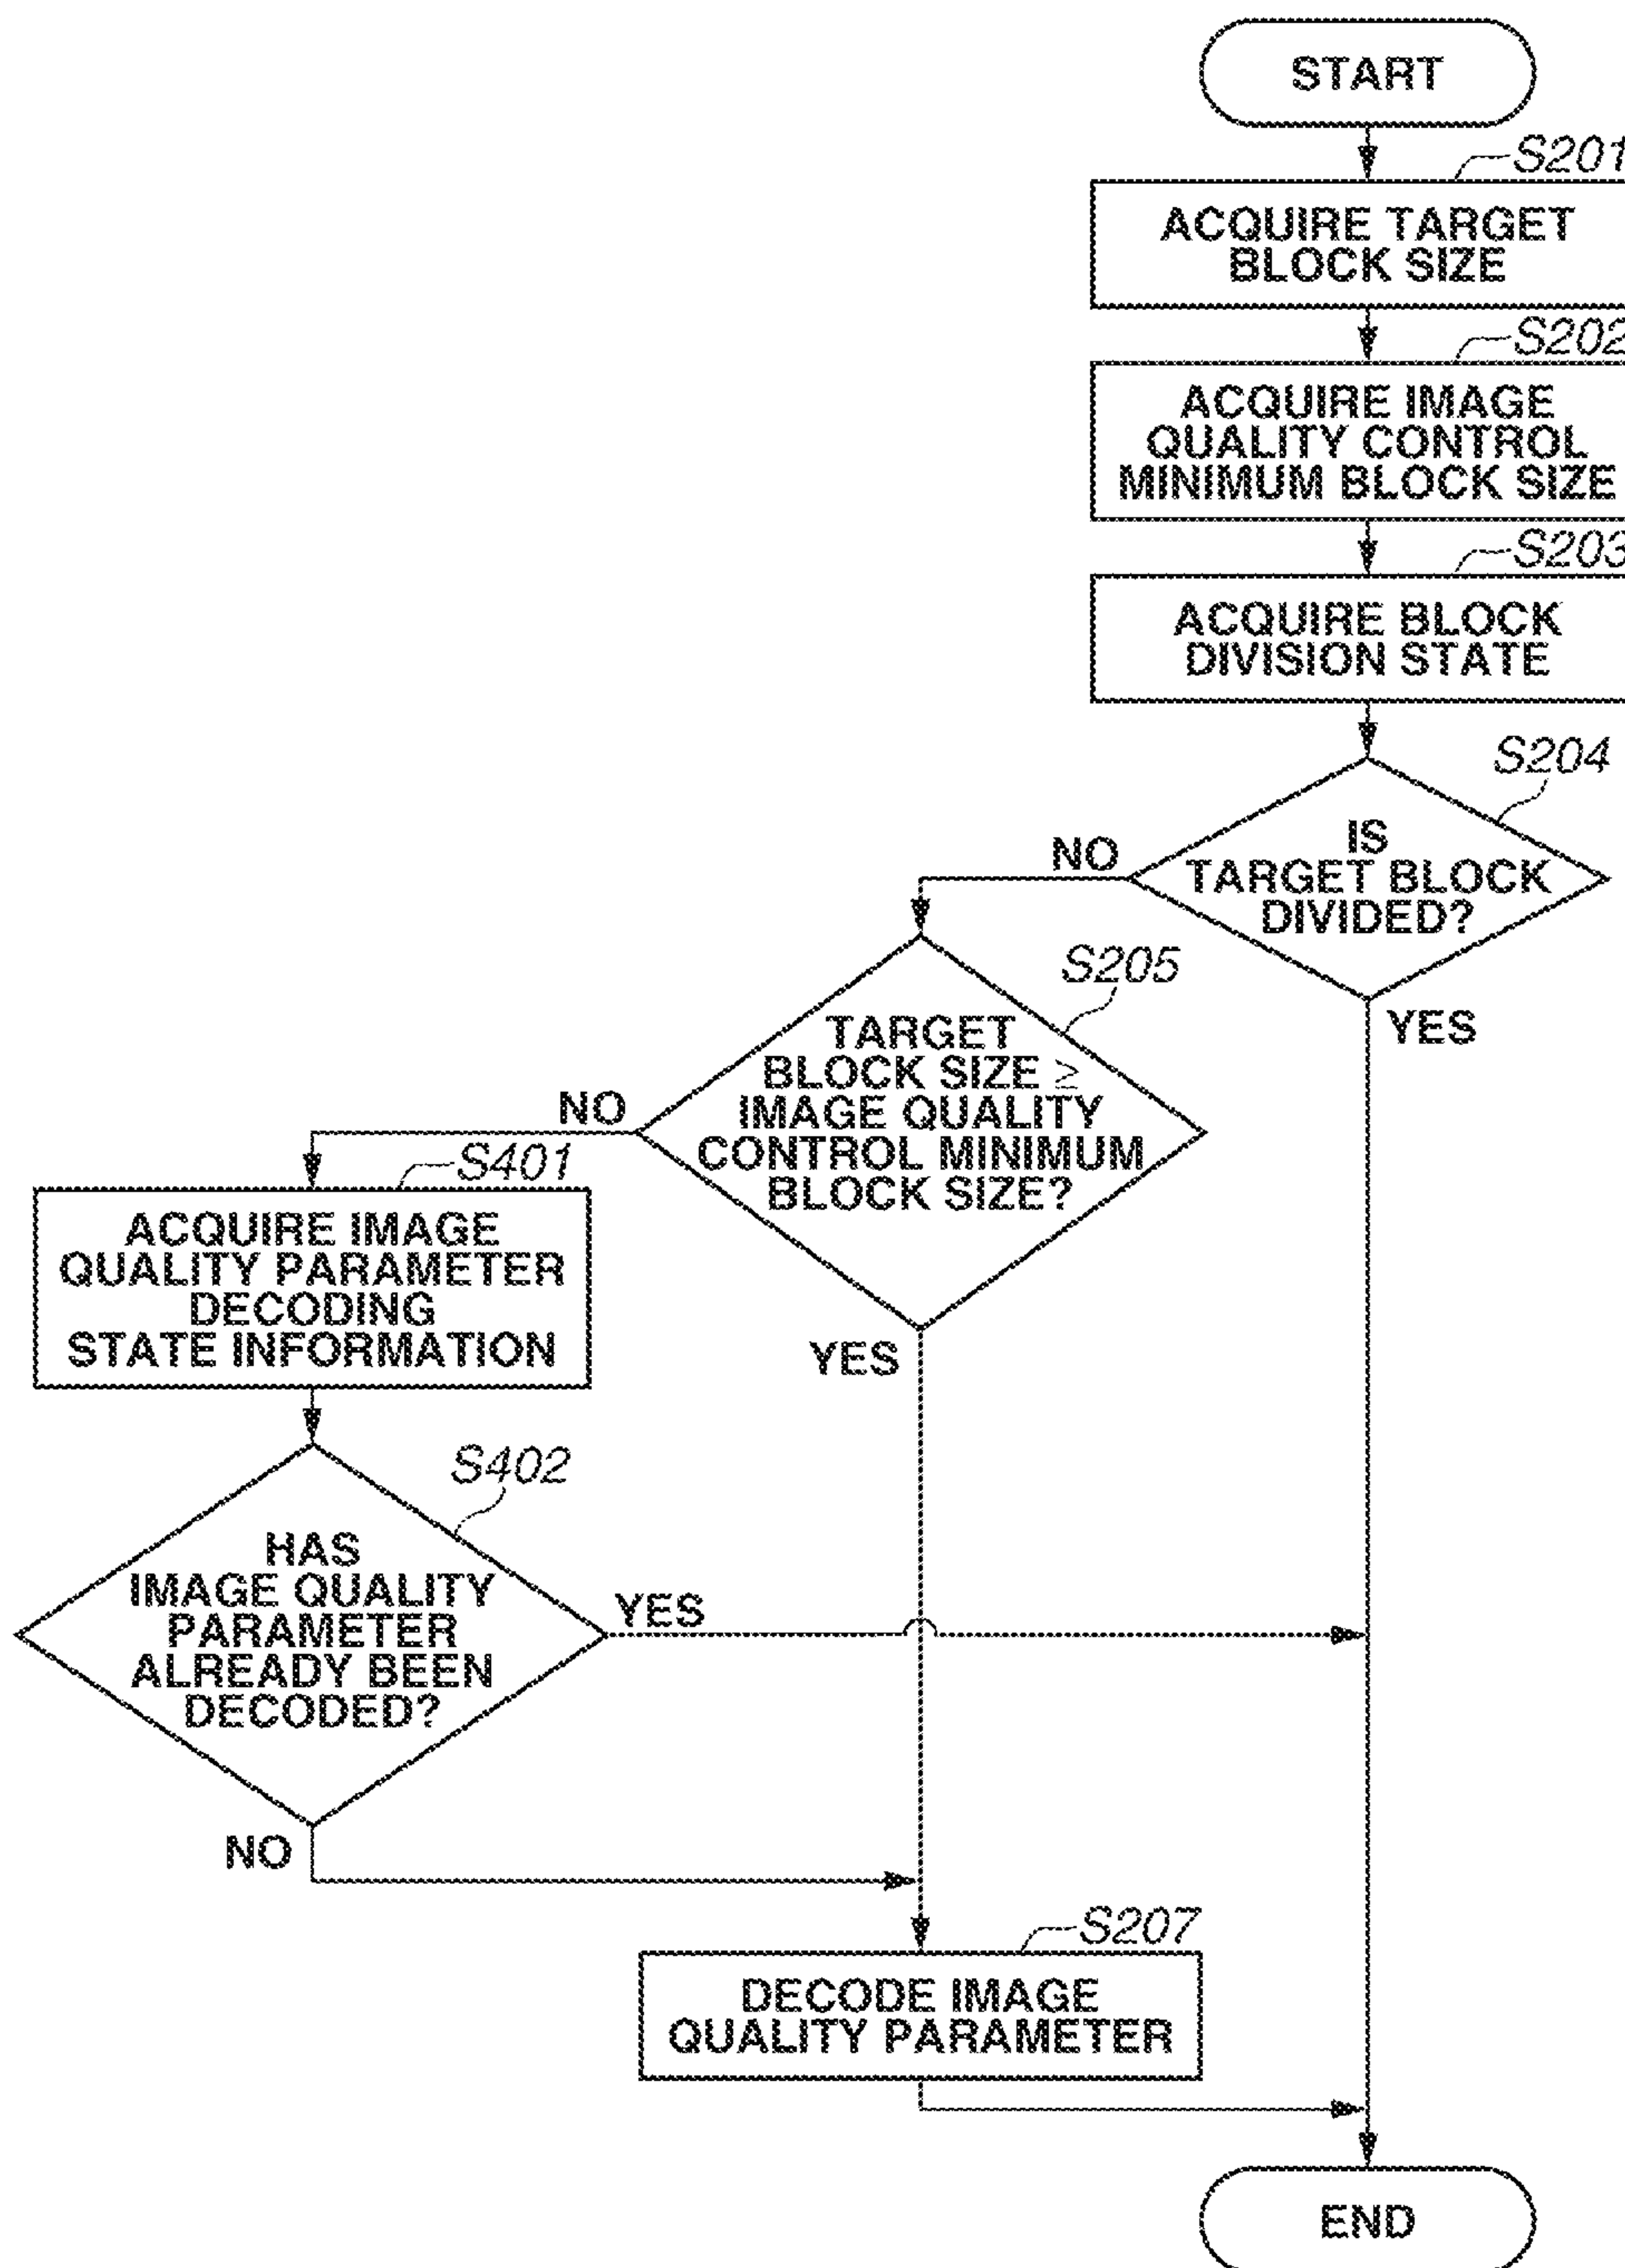 START
S201
ACQUIRE TARGET
BLOCK SIZE
S202
ACQUIRE IMAGE
QUALITY CONTROL
MINIMUM BLOCK SIZE
S203
ACQUIRE BLOCK
DIVISION STATE
S204
IS
TARGET BLOCK
DIVIDED?
NO
YES
S205
TARGET
BLOCK SIZE ≥
IMAGE QUALITY
CONTROL MINIMUM
BLOCK SIZE?
NO
YES
S401
ACQUIRE IMAGE
QUALITY PARAMETER
DECODING
STATE INFORMATION
S402
HAS
IMAGE QUALITY
PARAMETER
ALREADY BEEN
DECODED?
YES
NO
S207
DECODE IMAGE
QUALITY PARAMETER
END